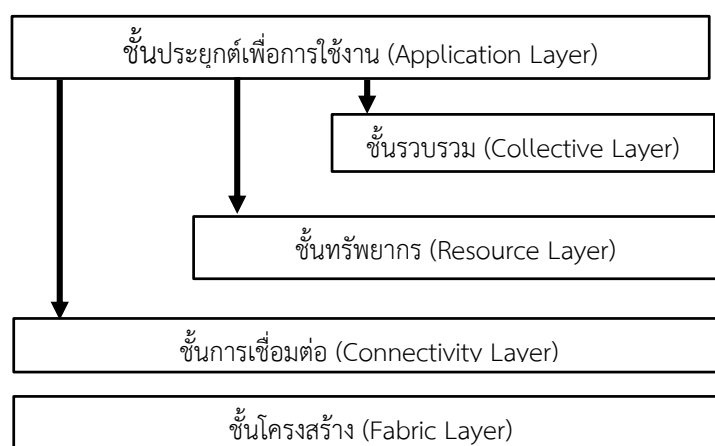 ชั้นประยุกต์เพื่อการใช้งาน (Application Layer)
ชั้นรวบรวม (Collective Layer)
ชั้นทรัพยากร (Resource Layer)
ชั้นการเชื่อมต่อ (Connectivity Layer)
ชั้นโครงสร้าง (Fabric Layer)